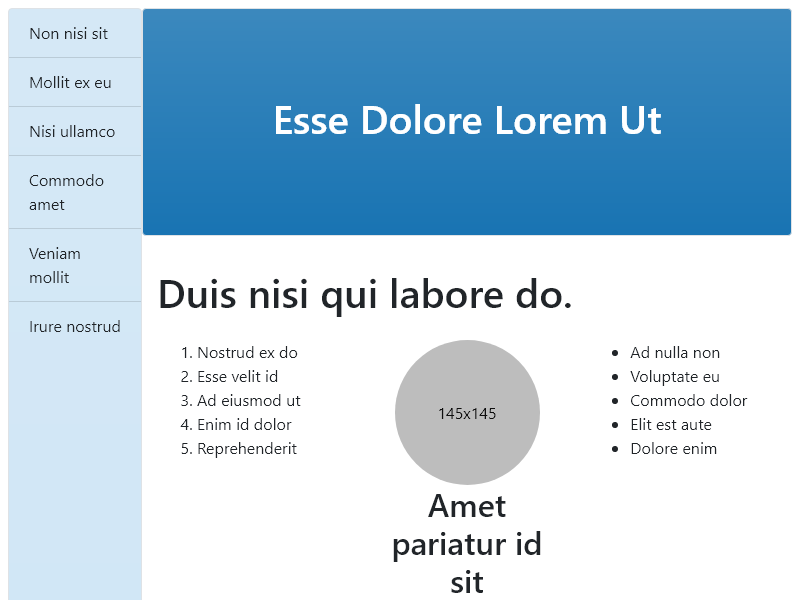 Non nisi sit
Mollit ex eu
Nisi ullamco
Commodo
amet
Veniam
mollit
Irure nostrud
Esse Dolore Lorem Ut
Duis nisi qui labore do.
1. Nostrud ex do
2. Esse velit id
3. Ad eiusmod ut
4. Enim id dolor
5. Reprehenderit
145x145
Amet
pariatur id
sit
• Ad nulla non
• Voluptate eu
• Commodo dolor
• Elit est aute
• Dolore enim